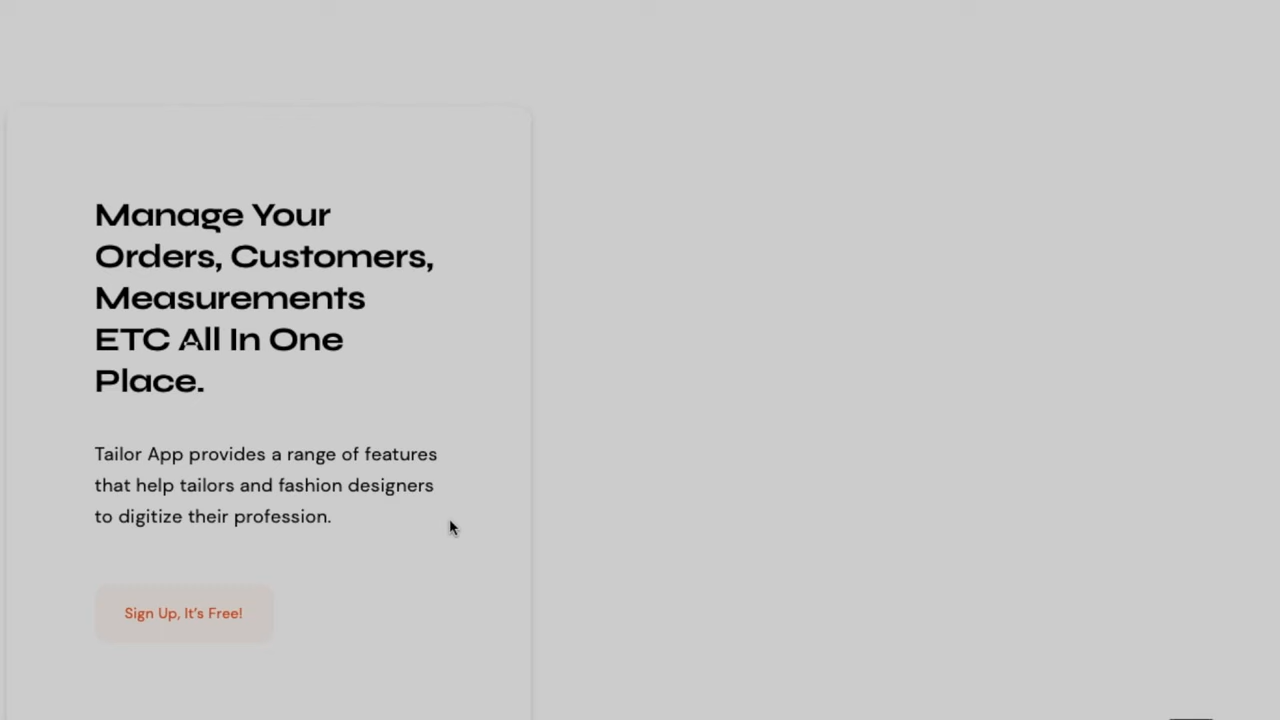 Manage Your
Orders, Customers,
Measurements
ETC All In One
Place.
Tailor App provides a range of features
that help tailors and fashion designers
to digitize their profession.
Sign Up, It's Free!